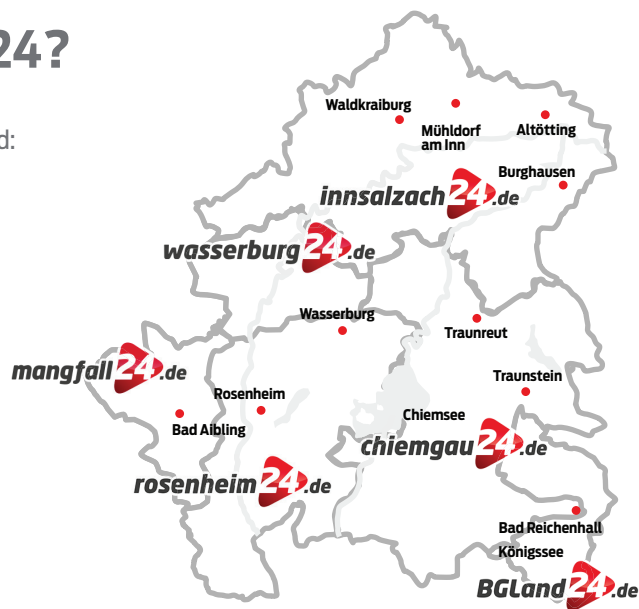 24?
d:
Waldkraiburg
Mühldorf
am Inn
Altötting
Burghausen
innsalzach24.de
wasserburg24.de
Wasserburg
Traunreut
mangfall24.de
Traunstein
Rosenheim
Bad Aibling
Chiemsee
chiemgau24.de
rosenheim24.de
Bad Reichenhall
Königssee
BGLand24.de